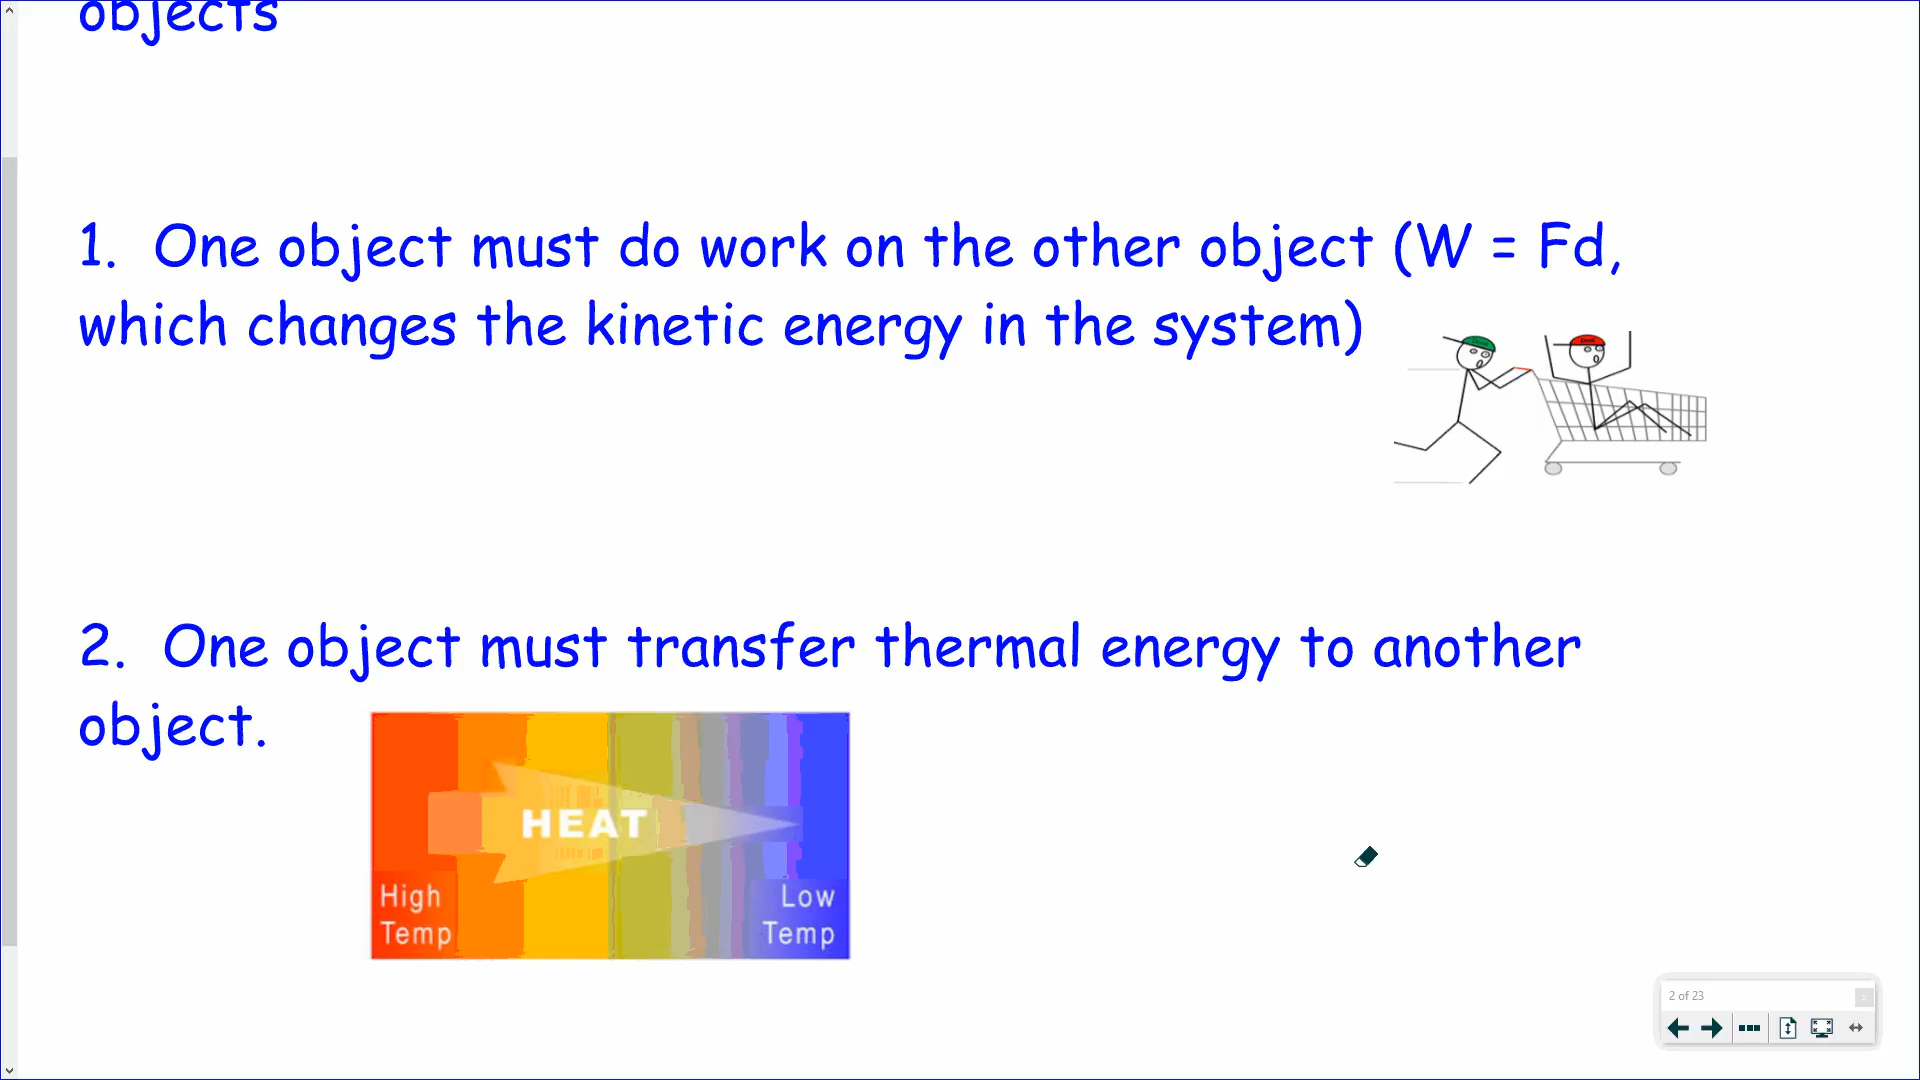 objects
1. One object must do work on the other object (W = Fd,
which changes the kinetic energy in the system)
2. One object must transfer thermal energy to another
object.
HEAT
High
Temp
Low
Temp
2 of 23